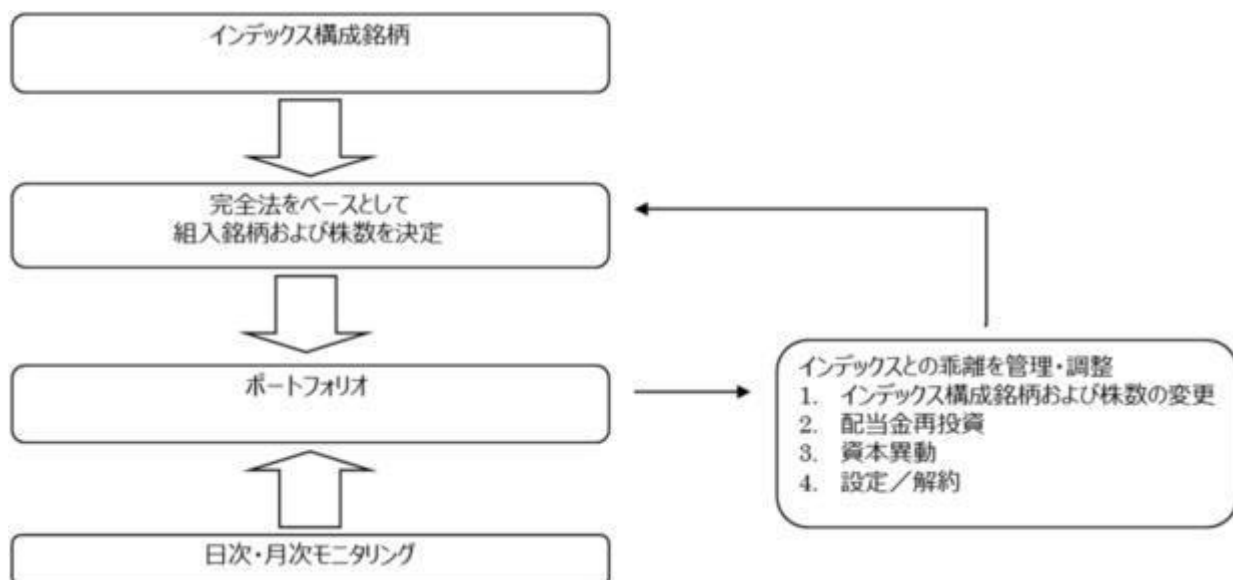 インデックス構成銘柄
完全法をベースとして
組入銘柄および株数を決定
ポートフォリオ
インデックスとの乖離を管理・調整
1. インデックス構成銘柄および株数の変更
2. 配当金再投資
3. 資本異動
4. 設定／解約
日次・月次モニタリング